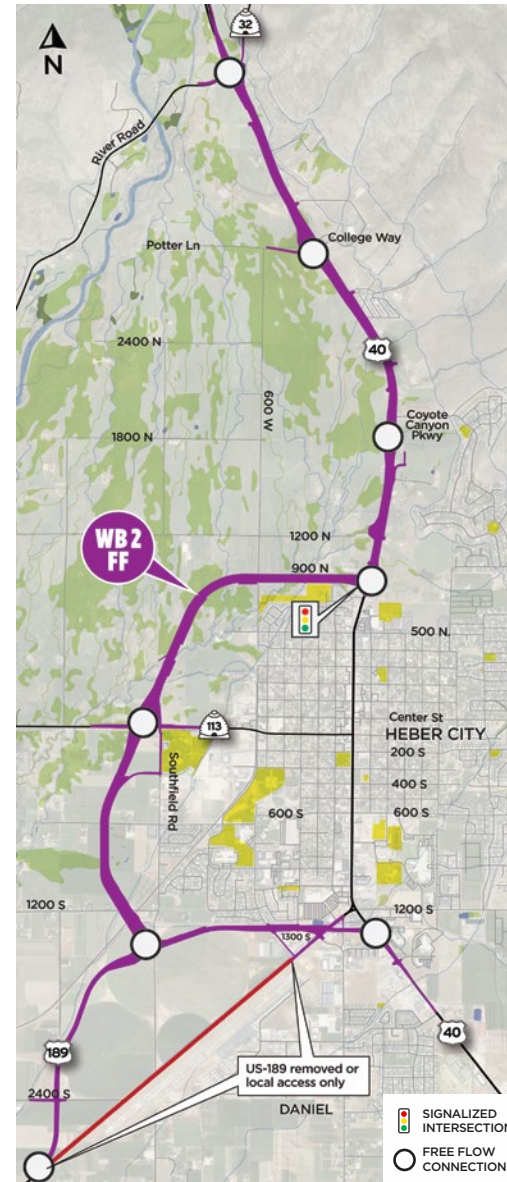 32
N
River Road
Potter Ln
College Way
2400 N
40
600 W
Coyote
Canyon
Pkwy
1800 N
1200 N
WB 2
FF
900 N
500 N.
113
Center St
HEBER CITY
200 S
Southfield Rd
400 S
600 S
600 S
1200 S
1200 S
1300 S
40
189
US-189 removed or
local access only
2400 S
DANIEL
SIGNALIZED
INTERSECTION
FREE FLOW
CONNECTION